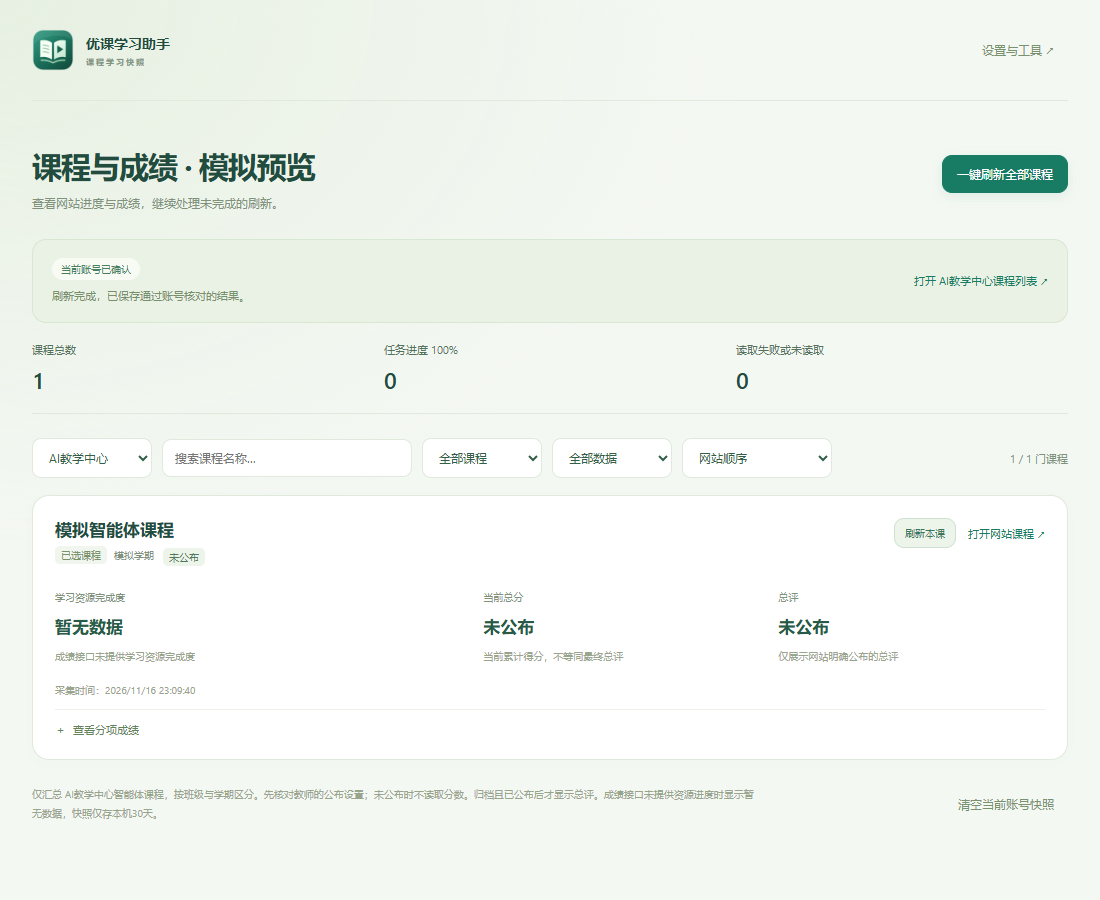 优课学习助手
课程学习快照
设置与工具 ↗
课程与成绩 · 模拟预览
查看网站进度与成绩，继续处理未完成的刷新。
一键刷新全部课程
当前账号已确认
刷新完成，已保存通过账号核对的结果。
打开 AI教学中心课程列表 ↗
课程总数
1
任务进度 100%
0
读取失败或未读取
0
AI教学中心
搜索课程名称...
全部课程
全部数据
网站顺序
1 / 1 门课程
模拟智能体课程
已选课程 模拟学期 未公布
刷新本课
打开网站课程 ↗
学习资源完成度
暂无数据
成绩接口未提供学习资源完成度
当前总分
未公布
当前累计得分，不等同最终总评
总评
未公布
仅展示网站明确公布的总评
采集时间：2026/11/16 23:09:40
+ 查看分项成绩
仅汇总 AI教学中心智能体课程，按班级与学期区分。先核对教师的公布设置；未公布时不读取分数。归档且已公布后才显示总评。成绩接口未提供资源进度时显示暂
无数据，快照仅存本机30天。
清空当前账号快照